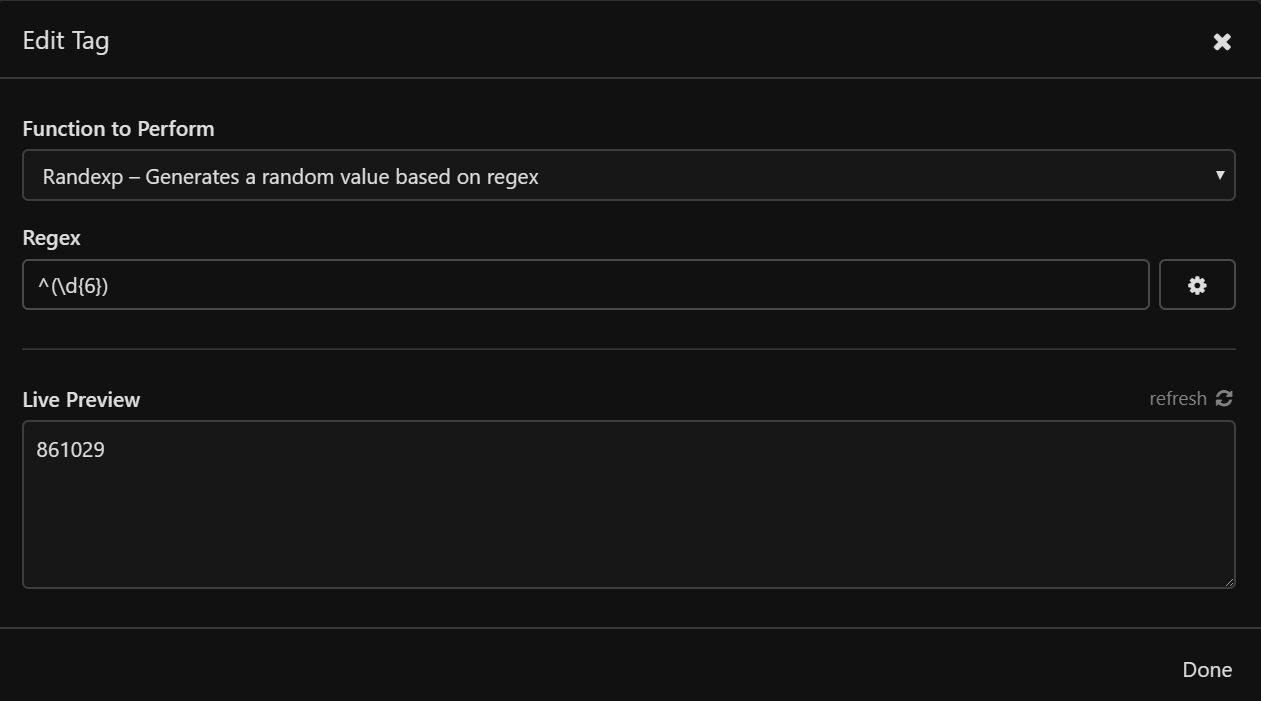 Edit Tag
Function to Perform
Randexp – Generates a random value based on regex
Regex
^(\d{6})
Live Preview
refresh
861029
Done